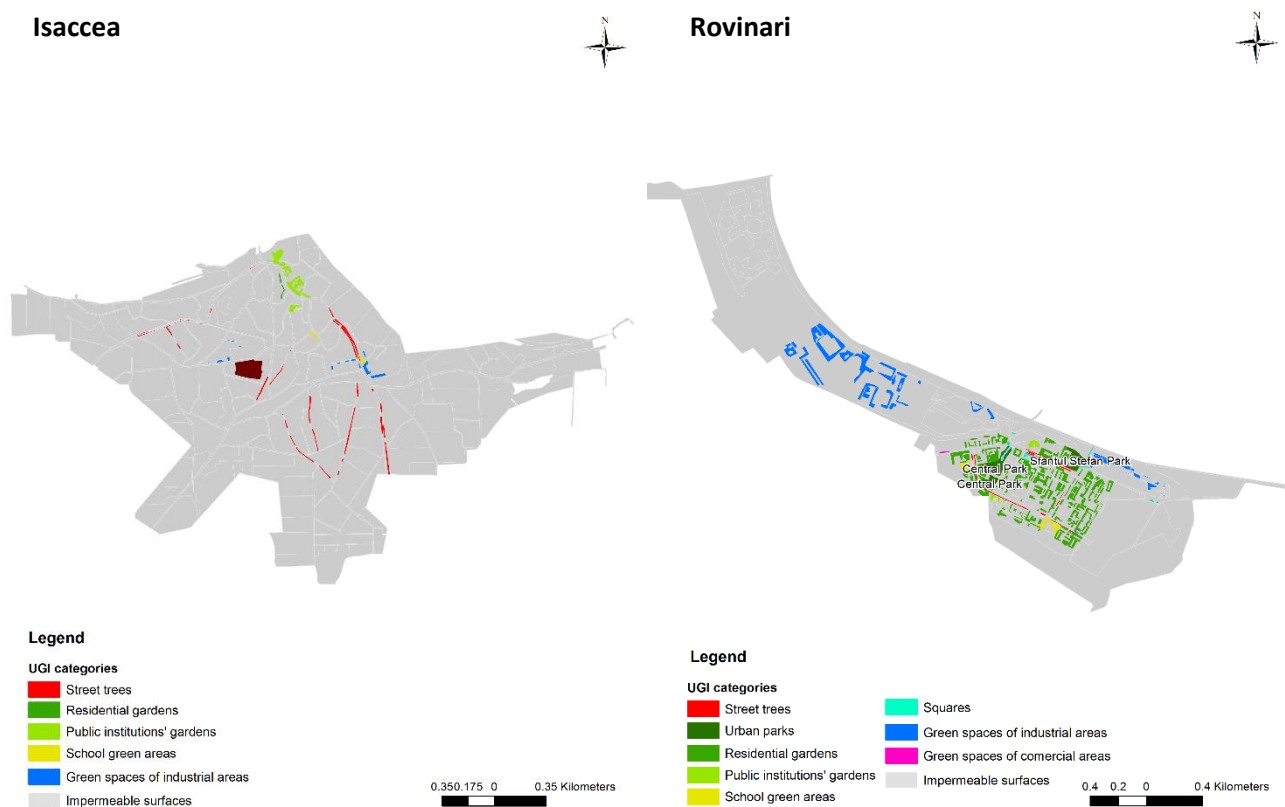 Isaccea
N
Legend
UGI categories
Street trees
Residential gardens
Public institutions' gardens
School green areas
Green spaces of industrial areas
Impermeable surfaces
0.350.175 0 0.35 Kilometers
Rovinari
N
Sfantul Stefan Park
Central Park
Central Park
Legend
UGI categories
Street trees
Urban parks
Residential gardens
Public institutions' gardens
School green areas
Squares
Green spaces of industrial areas
Green spaces of comercial areas
Impermeable surfaces
0.4 0.2 0 0.4 Kilometers